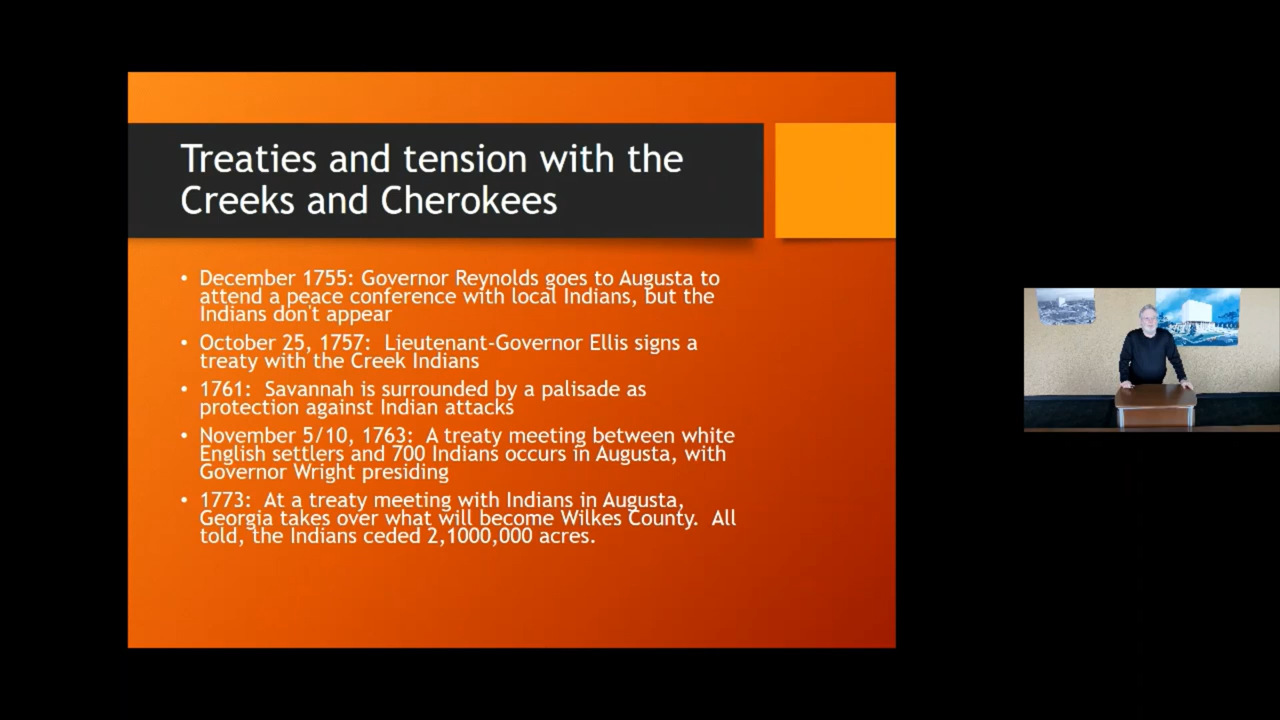 Treaties and tension with the
Creeks and Cherokees
• December 1755: Governor Reynolds goes to Augusta to
attend a peace conference with local Indians, but the
Indians don't appear
• October 25, 1757:  Lieutenant-Governor Ellis signs a
treaty with the Creek Indians
• 1761:  Savannah is surrounded by a palisade as
protection against Indian attacks
• November 5/10, 1763:  A treaty meeting between white
English settlers and 700 Indians occurs in Augusta, with
Governor Wright presiding
• 1773:  At a treaty meeting with Indians in Augusta,
Georgia takes over what will become Wilkes County.  All
told, the Indians ceded 2,1000,000 acres.